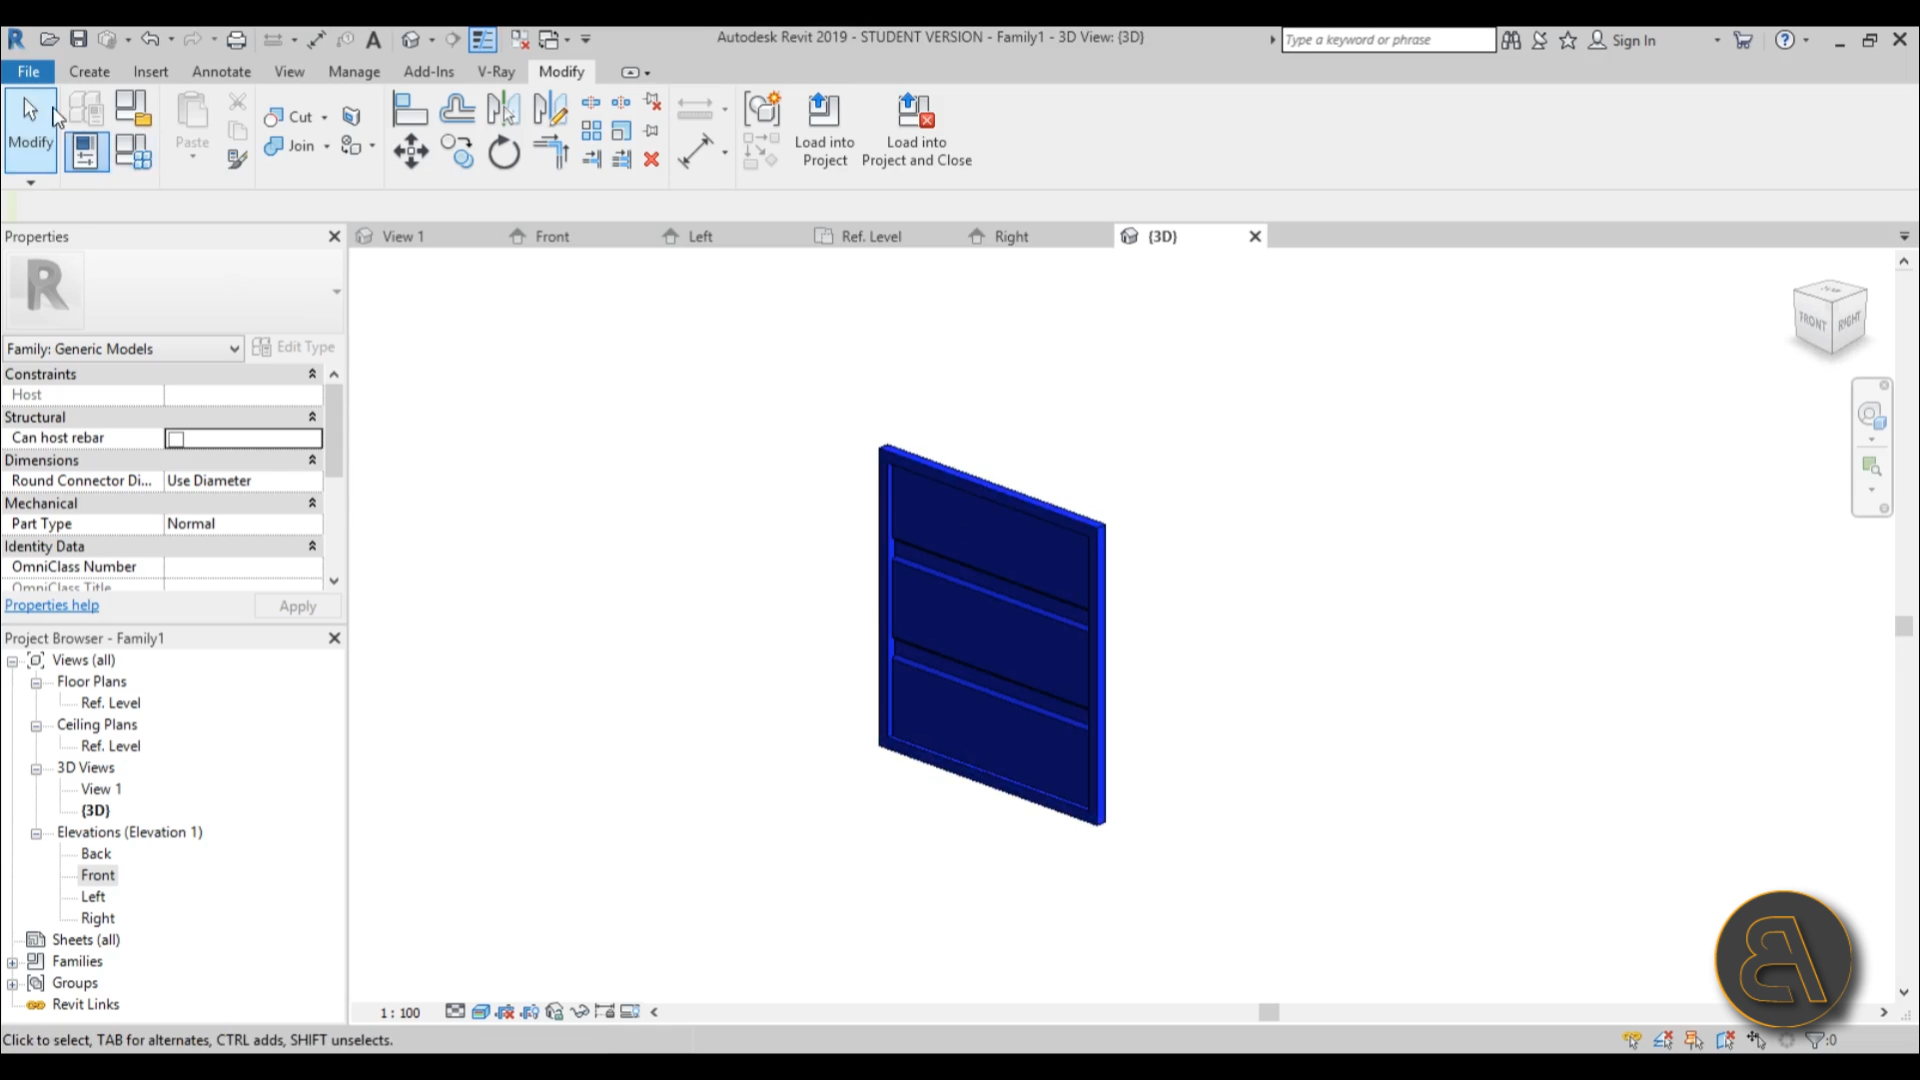 Autodesk Revit 2019 - STUDENT VERSION - Family1 - 3D View: {3D}
Type a keyword or phrase
Sign In
File
Create
Insert
Annotate
View
Manage
Add-Ins
V-Ray
Modify
Modify
Paste
Cut
Join
Load into
Project
Load into
Project and Close
Properties
View 1
Front
Left
Ref. Level
Right
{3D}
Family: Generic Models
Edit Type
Constraints
Host
Structural
Can host rebar
Dimensions
Round Connector Di...
Use Diameter
Mechanical
Part Type
Normal
Identity Data
OmniClass Number
OmniClass Title
Properties help
Apply
Project Browser - Family1
Views (all)
Floor Plans
Ref. Level
Ceiling Plans
Ref. Level
3D Views
View 1
{3D}
Elevations (Elevation 1)
Back
Front
Left
Right
Sheets (all)
Families
Groups
Revit Links
FRONT
RIGHT
1 : 100
Click to select, TAB for alternates, CTRL adds, SHIFT unselects.
:0